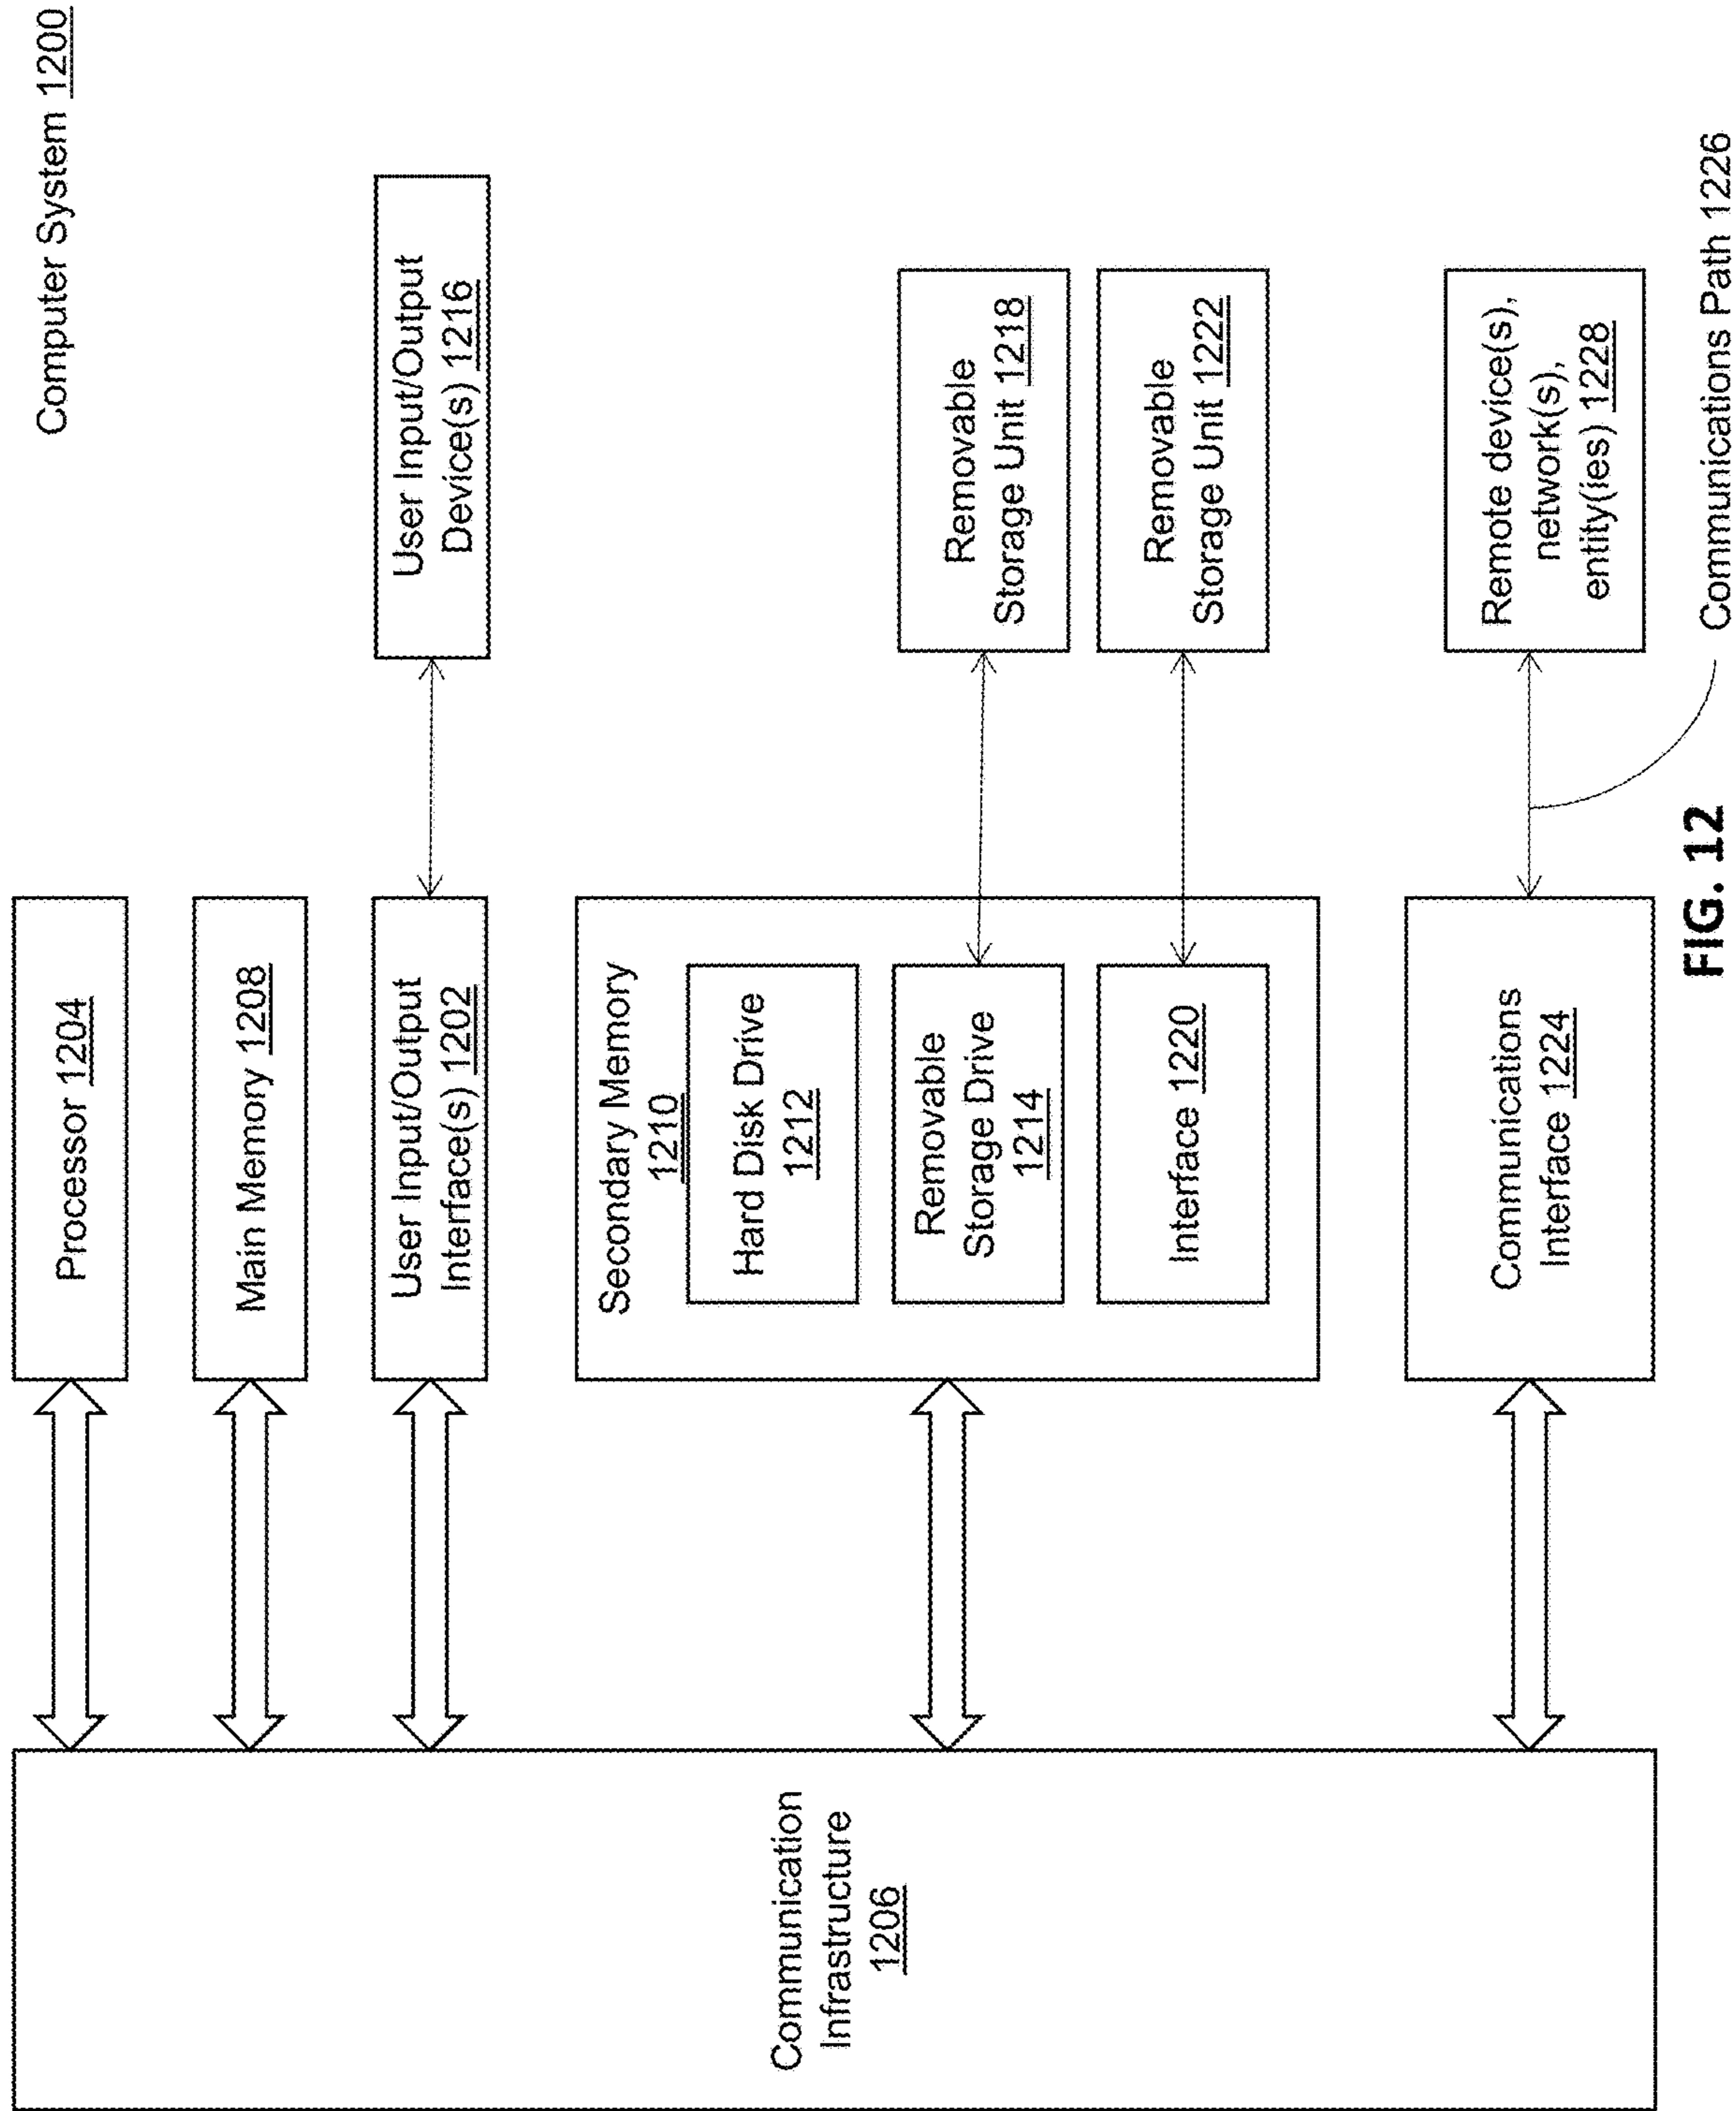 Computer System 1200
Processor 1204
Main Memory 1208
User Input/Output
Interface(s) 1202
User Input/Output
Device(s) 1216
Communication
Infrastructure
1206
Secondary Memory
1210
Hard Disk Drive
1212
Removable
Storage Drive
1214
Removable
Storage Unit 1218
Interface 1220
Removable
Storage Unit 1222
Communications
Interface 1224
Remote device(s),
network(s),
entity(ies) 1228
Communications Path 1226
FIG. 12